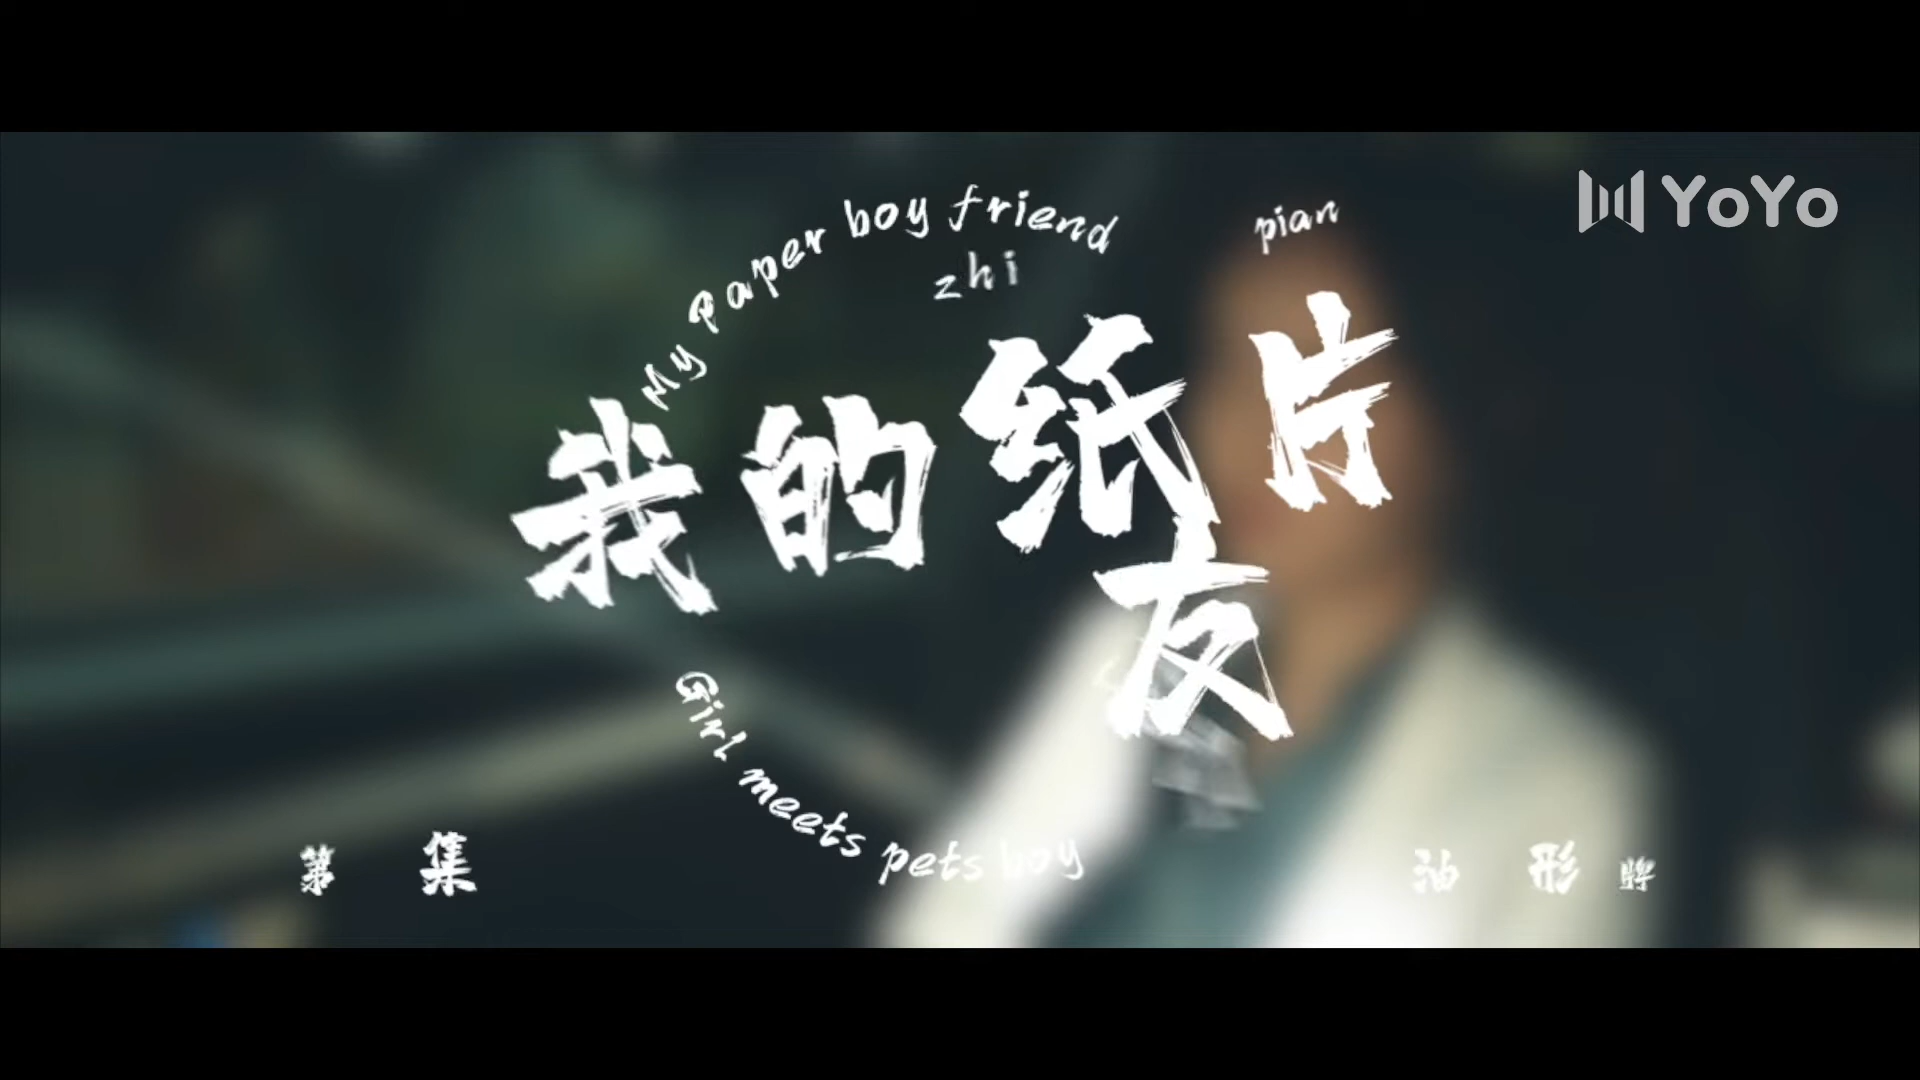 YoYo
My Paper boy friend
zhi
pian
我的纸片
友
Girl meets pets boy
第 集
油 形